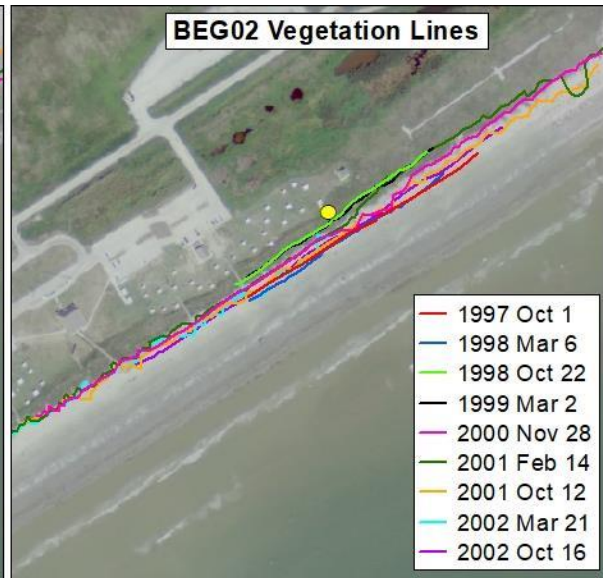 BEG02 Vegetation Lines
1997 Oct 1
1998 Mar 6
1998 Oct 22
1999 Mar 2
2000 Nov 28
2001 Feb 14
2001 Oct 12
2002 Mar 21
2002 Oct 16